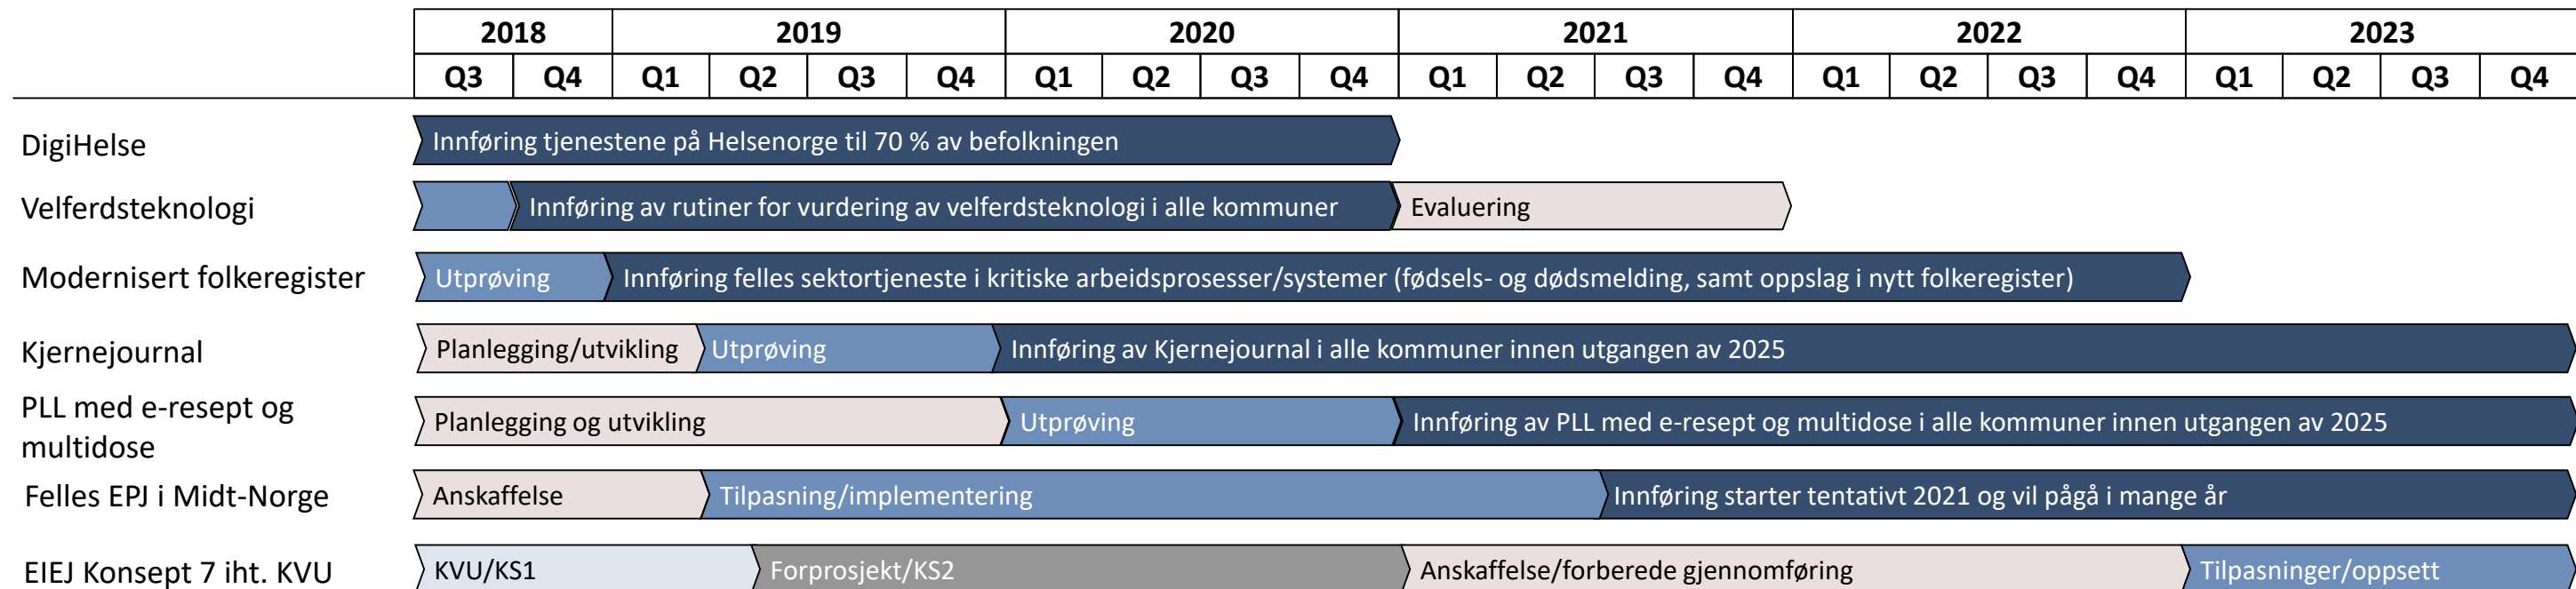 2018 2019 2020 2021 2022 2023
Q3 Q4 Q1 Q2 Q3 Q4 Q1 Q2 Q3 Q4 Q1 Q2 Q3 Q4 Q1 Q2 Q3 Q4 Q1 Q2 Q3 Q4
DigiHelse
Innføring tjenestene på Helsenorge til 70 % av befolkningen
Velferdsteknologi
Innføring av rutiner for vurdering av velferdsteknologi i alle kommuner
Evaluering
Modernisert folkeregister
Utprøving
Innføring felles sektortjeneste i kritiske arbeidsprosesser/systemer (fødsels- og dødsmelding, samt oppslag i nytt folkeregister)
Kjernejournal
Planlegging/utvikling
Utprøving
Innføring av Kjernejournal i alle kommuner innen utgangen av 2025
PLL med e-resept og
multidose
Planlegging og utvikling
Utprøving
Innføring av PLL med e-resept og multidose i alle kommuner innen utgangen av 2025
Felles EPJ i Midt-Norge
Anskaffelse
Tilpasning/implementering
Innføring starter tentativt 2021 og vil pågå i mange år
EIEJ Konsept 7 iht. KVU
KVU/KS1
Forprosjekt/KS2
Anskaffelse/forberede gjennomføring
Tilpasninger/oppsett